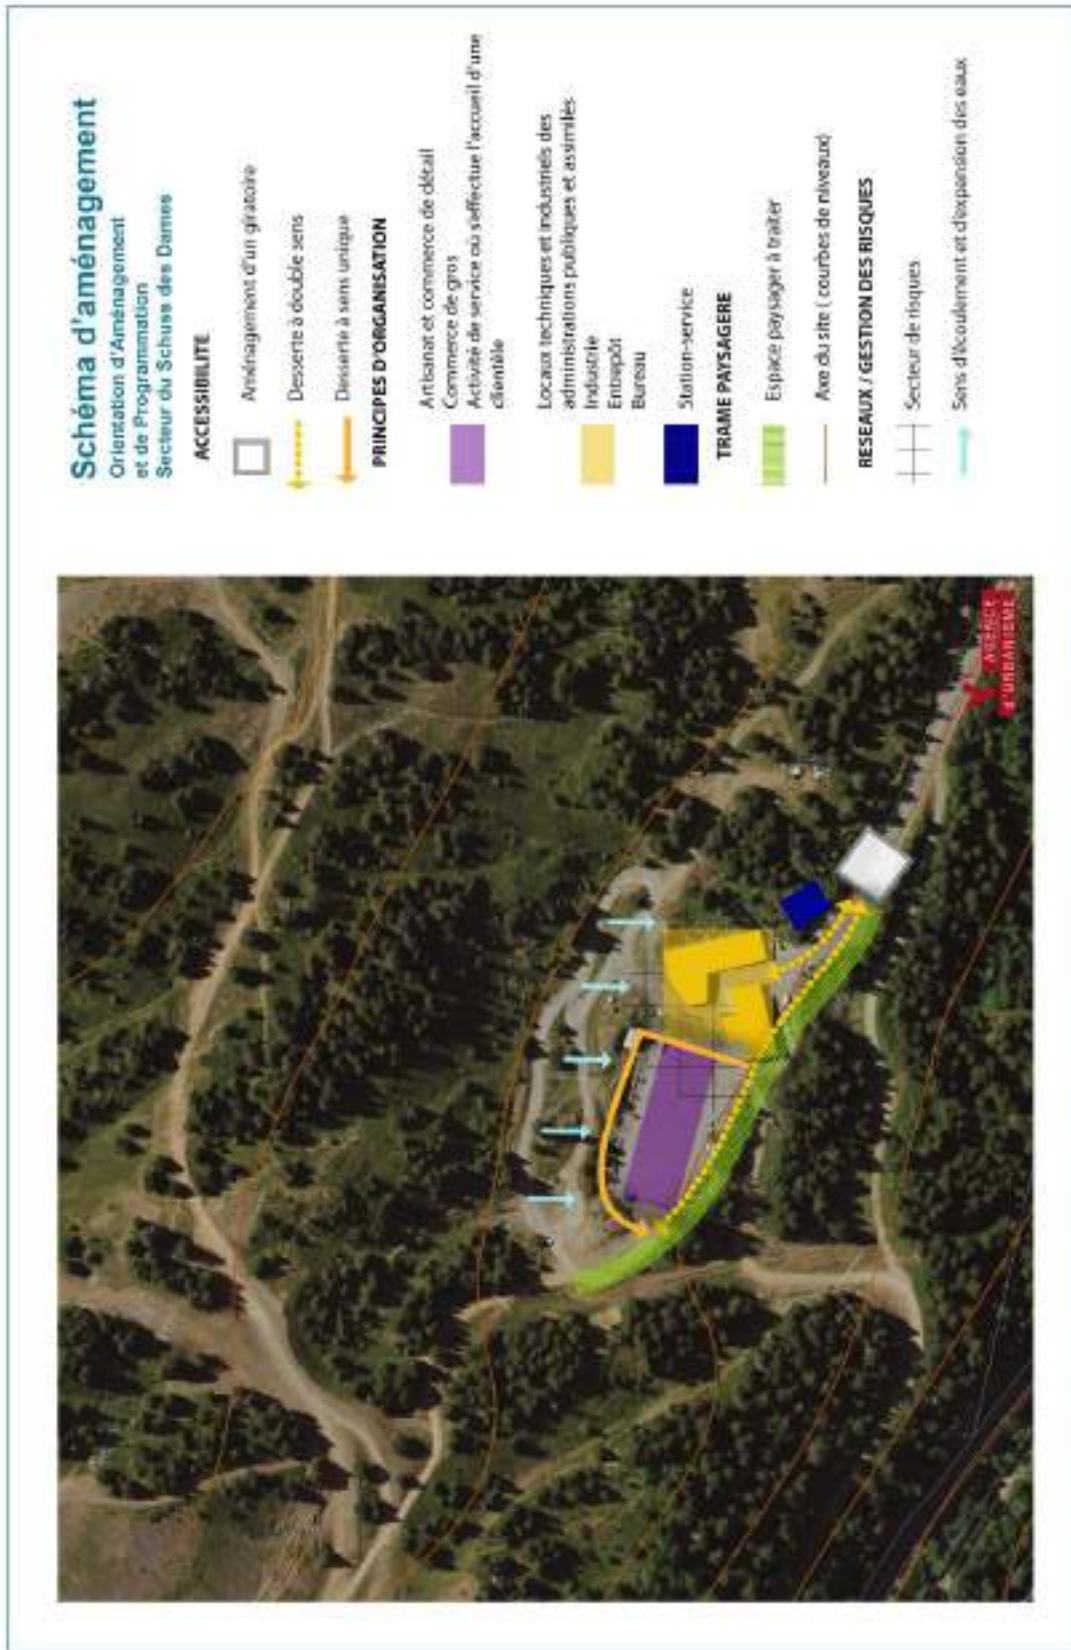 Schéma d'aménagement
Orientation d'Aménagement
et de Programmation
Secteur du Schuss des Dames
ACCESSIBILITE
Aménagement d'un giratoire
Desserte à double sens
Desserte à sens unique
PRINCIPES D'ORGANISATION
Artisanat et commerce de détail
Commerce de gros
Activité de service où s'effectue l'accueil d'une
clientèle
Locaux techniques et industriels des
administrations publiques et assimilés
Industrie
Entrepôt
Bureau
Station-service
TRAME PAYSAGERE
Espace paysager à traiter
Axe du site ( courbes de niveaux)
RESEAUX / GESTION DES RISQUES
Secteur de risques
Sens d'écoulement et d'expansion des eaux
AGENCE
d'URBANISME